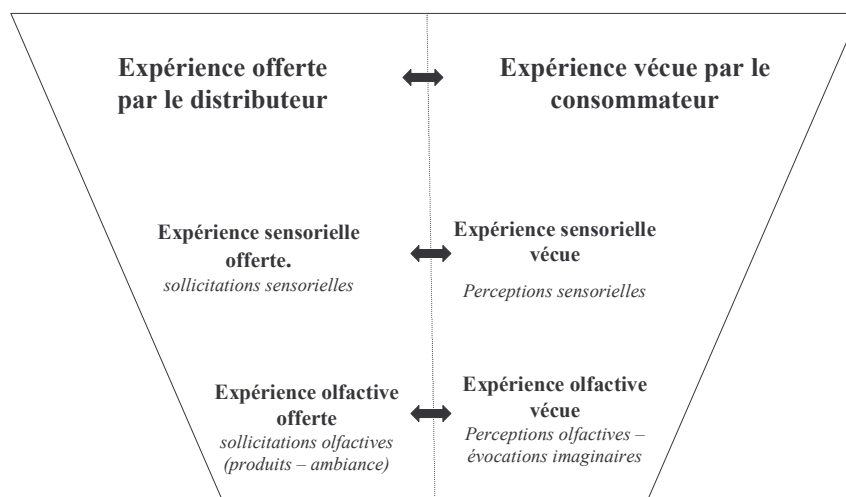 Expérience offerte
par le distributeur
Expérience vécue par le
consommateur
Expérience sensorielle
offerte.
sollicitations sensorielles
Expérience sensorielle
vécue
Perceptions sensorielles
Expérience olfactive
offerte
sollicitations olfactives
(produits – ambiance)
Expérience olfactive
vécue
Perceptions olfactives –
évocations imaginaires